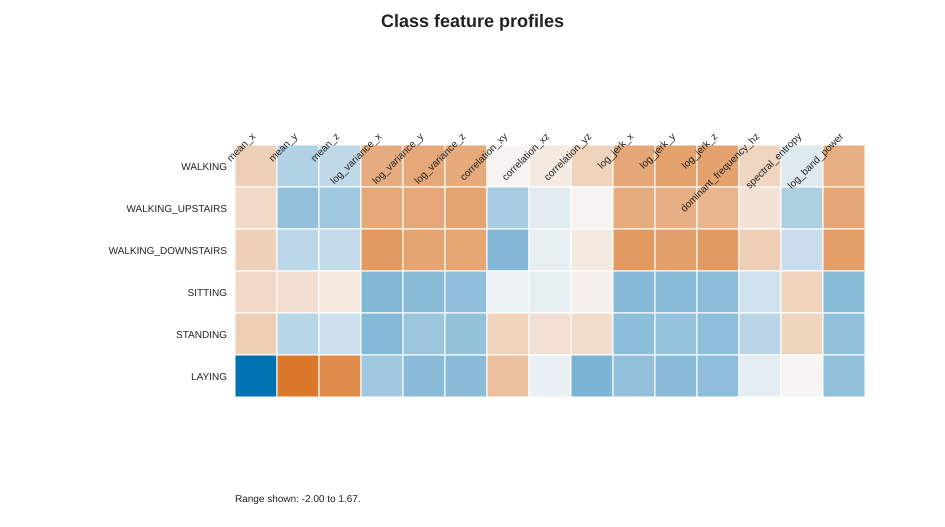 Class feature profiles
mean_x
mean_y
mean_z
log_variance_x
log_variance_y
log_variance_z
correlation_xy
correlation_xz
correlation_yz
log_jerk_x
log_jerk_y
log_jerk_z
dominant_frequency_hz
spectral_entropy
log_band_power
WALKING
WALKING_UPSTAIRS
WALKING_DOWNSTAIRS
SITTING
STANDING
LAYING
Range shown: -2.00 to 1.67.